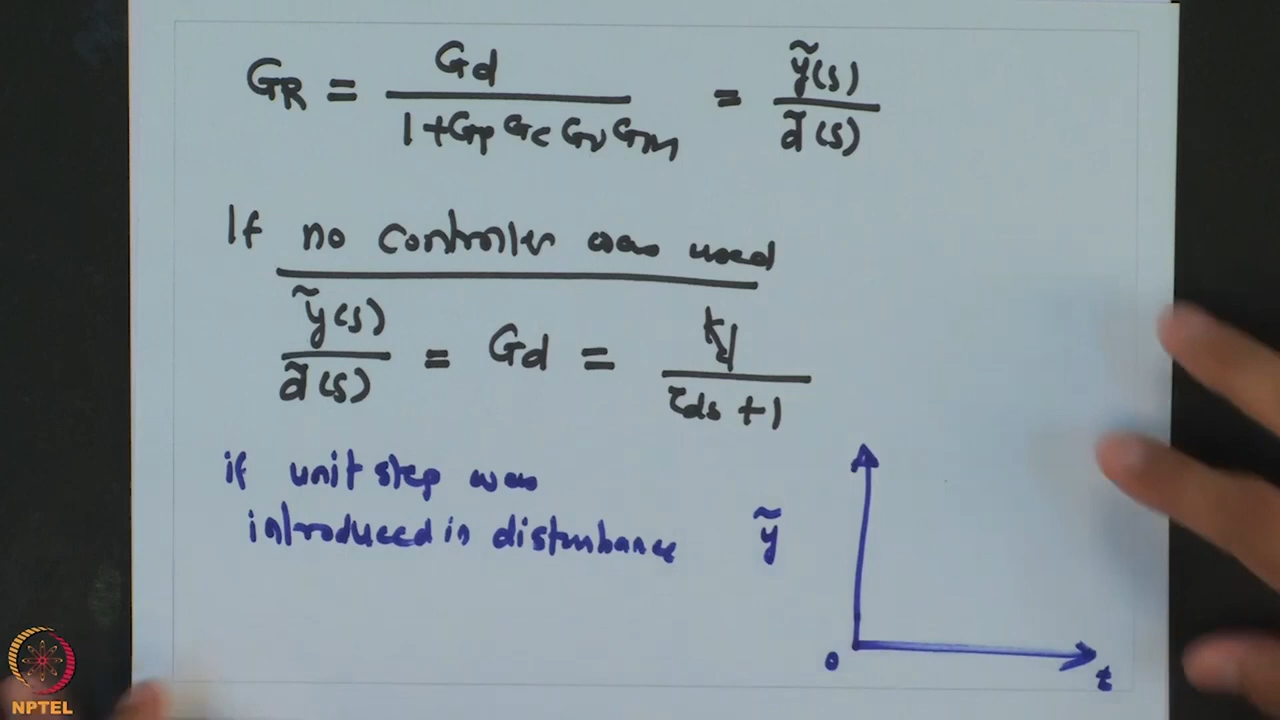 GR = Gd / 1 + Gp Gc Gv Gm = ỹ(s) / d̃(s)
If no controller was used
ỹ(s) / d̃(s) = Gd = kd / τds + 1
if unit step was
introduced in disturbance
ỹ
0
t
NPTEL